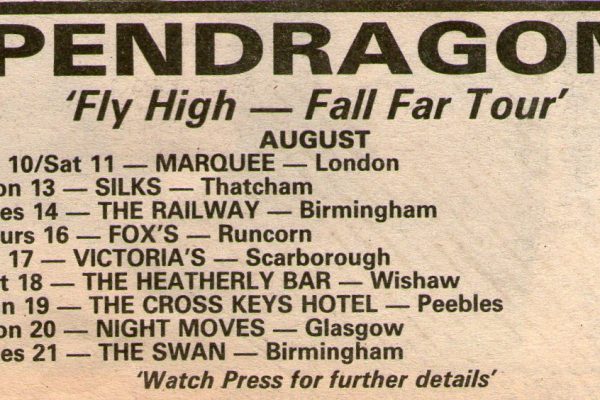 PENDRAGON
'Fly High — Fall Far Tour'
AUGUST
10/Sat 11 — MARQUEE — London
on 13 — SILKS — Thatcham
es 14 — THE RAILWAY — Birmingham
urs 16 — FOX'S — Runcorn
17 — VICTORIA'S — Scarborough
t 18 — THE HEATHERLY BAR — Wishaw
n 19 — THE CROSS KEYS HOTEL — Peebles
on 20 — NIGHT MOVES — Glasgow
es 21 — THE SWAN — Birmingham
'Watch Press for further details'